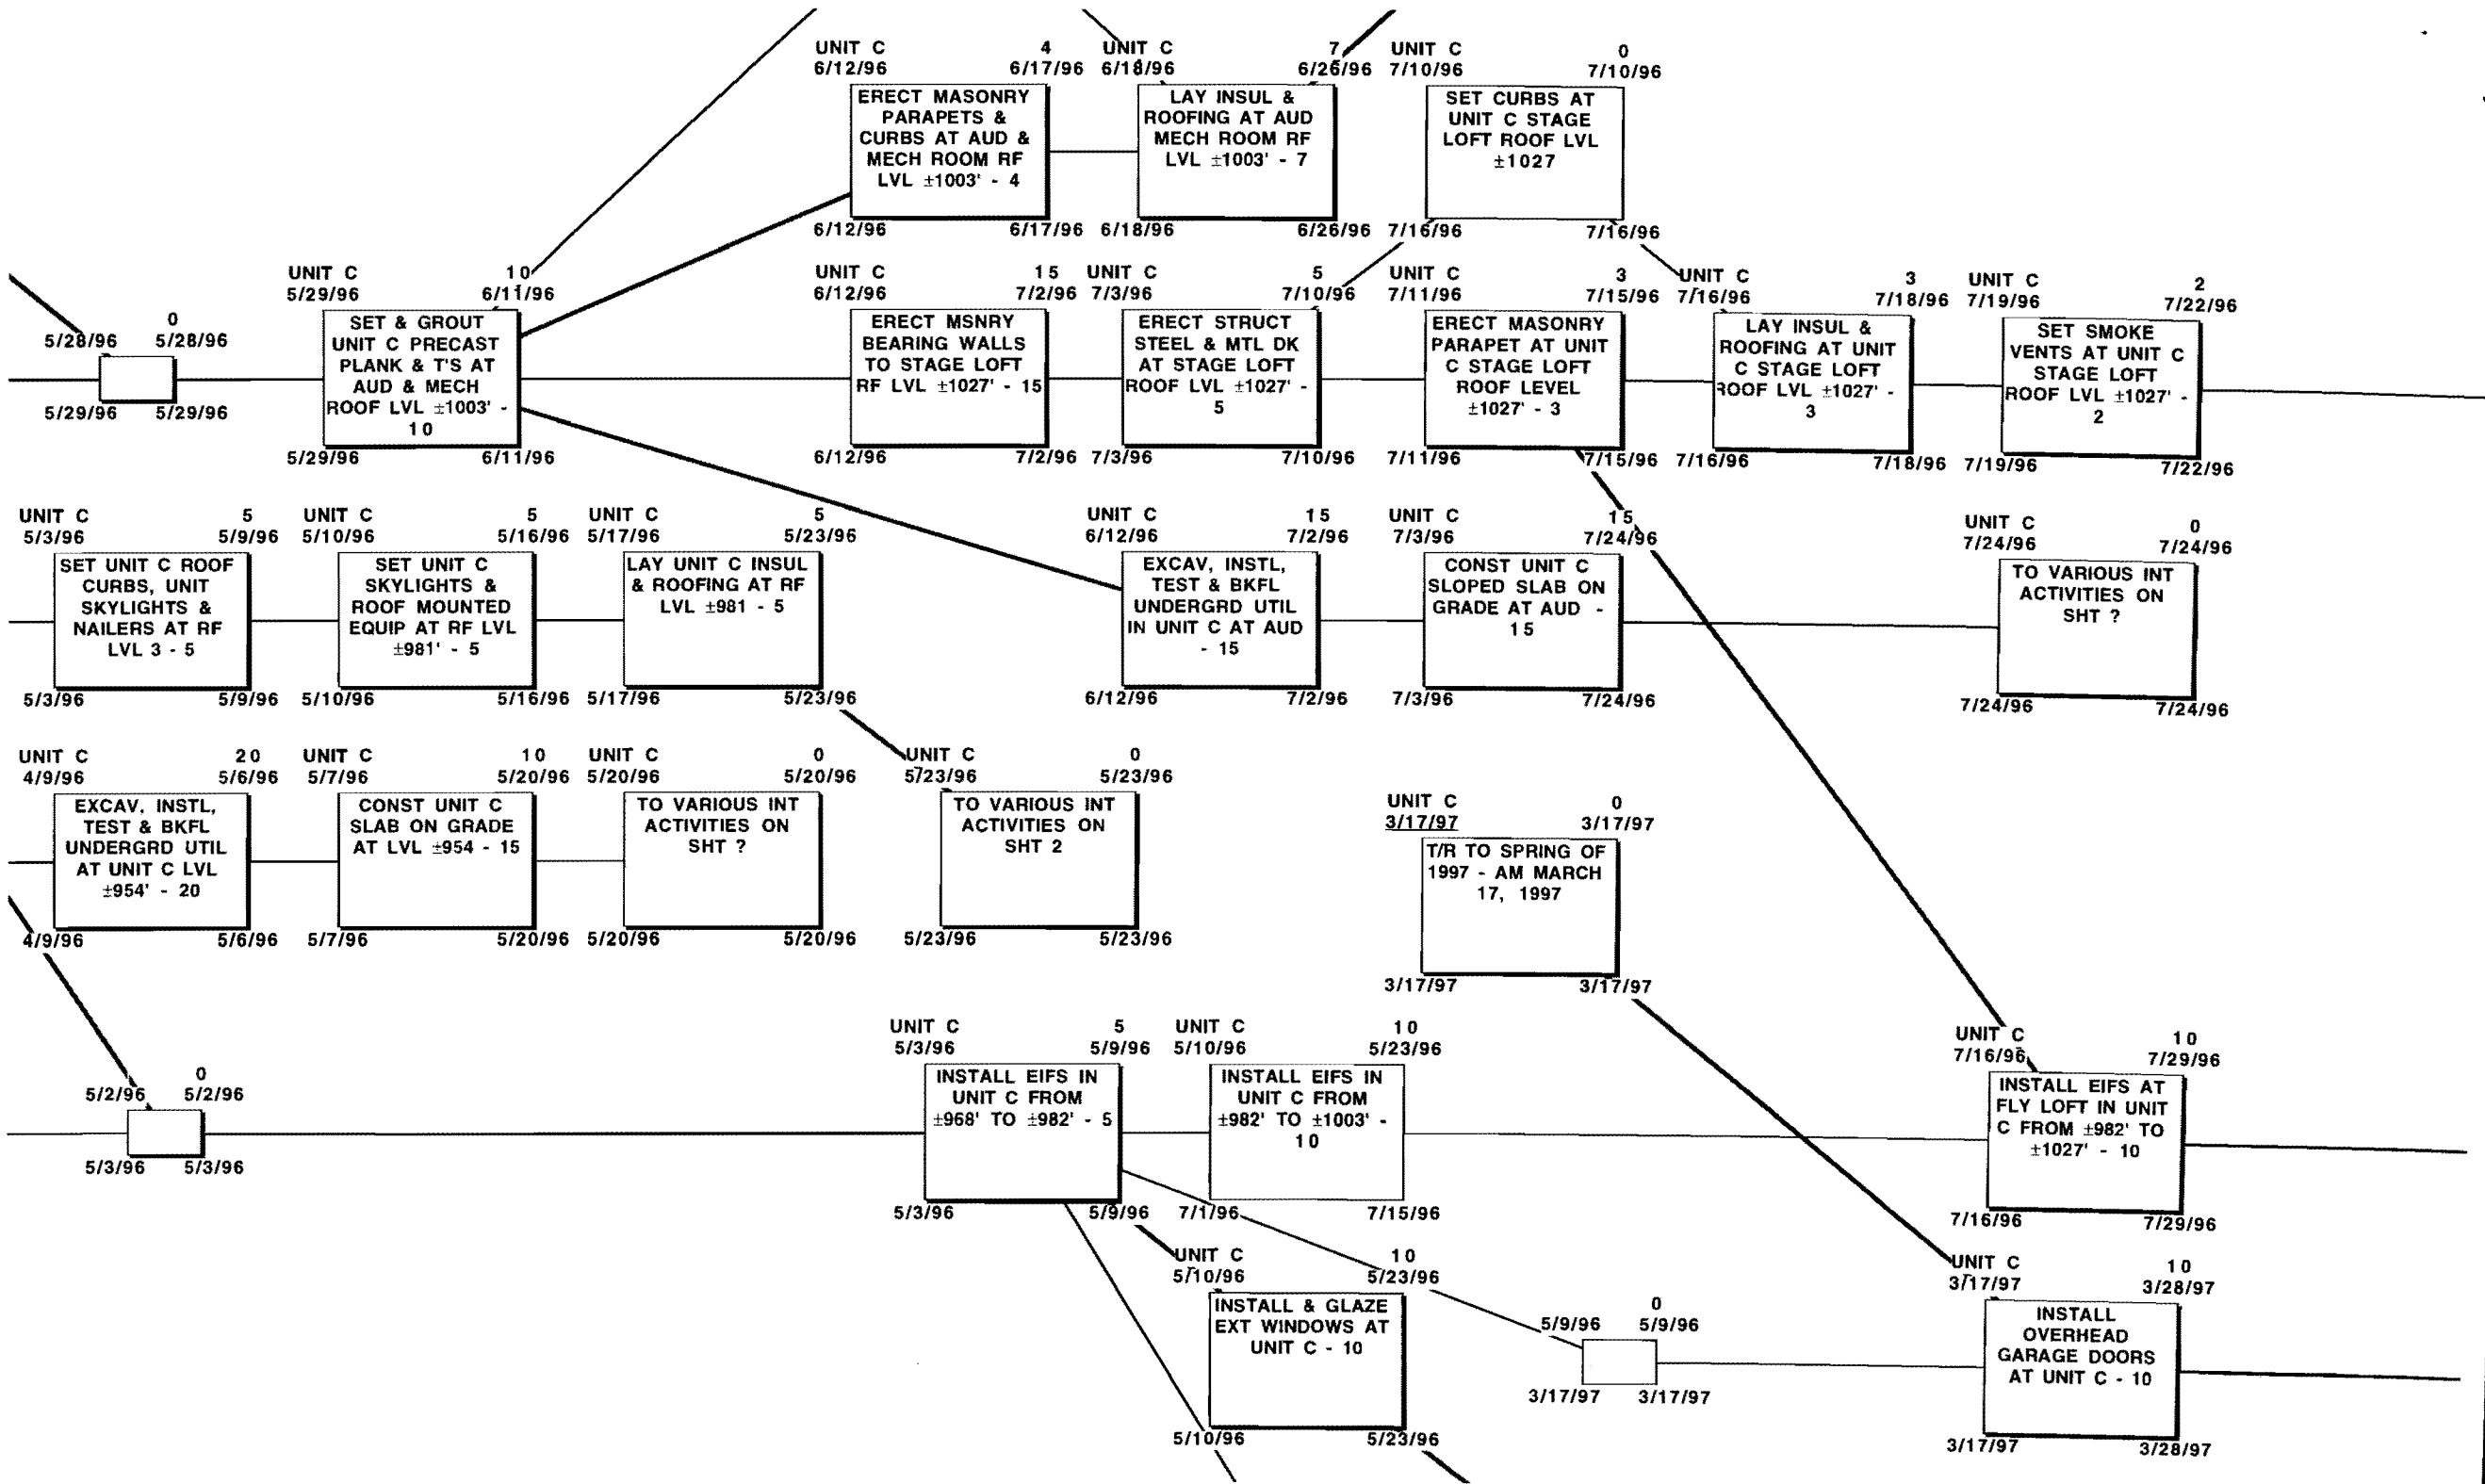 UNIT C 4
6/12/96 6/17/96
ERECT MASONRY
PARAPETS &
CURBS AT AUD &
MECH ROOM RF
LVL ±1003' - 4
6/12/96 6/17/96
UNIT C 7
6/18/96 6/26/96
LAY INSUL &
ROOFING AT AUD
MECH ROOM RF
LVL ±1003' - 7
6/18/96 6/26/96
UNIT C 0
7/10/96 7/10/96
SET CURBS AT
UNIT C STAGE
LOFT ROOF LVL
±1027
7/16/96 7/16/96
0
5/28/96 5/28/96
5/29/96 5/29/96
UNIT C 10
5/29/96 6/11/96
SET & GROUT
UNIT C PRECAST
PLANK & T'S AT
AUD & MECH
ROOF LVL ±1003' -
10
5/29/96 6/11/96
UNIT C 15
6/12/96 7/2/96
ERECT MSNRY
BEARING WALLS
TO STAGE LOFT
RF LVL ±1027' - 15
6/12/96 7/2/96
UNIT C 5
7/3/96 7/10/96
ERECT STRUCT
STEEL & MTL DK
AT STAGE LOFT
ROOF LVL ±1027' -
5
7/3/96 7/10/96
UNIT C 3
7/11/96 7/15/96
ERECT MASONRY
PARAPET AT UNIT
C STAGE LOFT
ROOF LEVEL
±1027' - 3
7/11/96 7/15/96
UNIT C 3
7/16/96 7/18/96
LAY INSUL &
ROOFING AT UNIT
C STAGE LOFT
ROOF LVL ±1027' -
3
7/16/96 7/18/96
UNIT C 2
7/19/96 7/22/96
SET SMOKE
VENTS AT UNIT C
STAGE LOFT
ROOF LVL ±1027' -
2
7/19/96 7/22/96
UNIT C 5
5/3/96 5/9/96
SET UNIT C ROOF
CURBS, UNIT
SKYLIGHTS &
NAILERS AT RF
LVL 3 - 5
5/3/96 5/9/96
UNIT C 5
5/10/96 5/16/96
SET UNIT C
SKYLIGHTS &
ROOF MOUNTED
EQUIP AT RF LVL
±981' - 5
5/10/96 5/16/96
UNIT C 5
5/17/96 5/23/96
LAY UNIT C INSUL
& ROOFING AT RF
LVL ±981 - 5
5/17/96 5/23/96
UNIT C 15
6/12/96 7/2/96
EXCAV, INSTL,
TEST & BKFL
UNDERGRD UTIL
IN UNIT C AT AUD
- 15
6/12/96 7/2/96
UNIT C 15
7/3/96 7/24/96
CONST UNIT C
SLOPED SLAB ON
GRADE AT AUD -
15
7/3/96 7/24/96
UNIT C 0
7/24/96 7/24/96
TO VARIOUS INT
ACTIVITIES ON
SHT ?
7/24/96 7/24/96
UNIT C 20
4/9/96 5/6/96
EXCAV, INSTL,
TEST & BKFL
UNDERGRD UTIL
AT UNIT C LVL
±954' - 20
4/9/96 5/6/96
UNIT C 10
5/7/96 5/20/96
CONST UNIT C
SLAB ON GRADE
AT LVL ±954 - 15
5/7/96 5/20/96
UNIT C 0
5/20/96 5/20/96
TO VARIOUS INT
ACTIVITIES ON
SHT ?
5/20/96 5/20/96
UNIT C 0
5/23/96 5/23/96
TO VARIOUS INT
ACTIVITIES ON
SHT 2
5/23/96 5/23/96
UNIT C 0
3/17/97 3/17/97
T/R TO SPRING OF
1997 - AM MARCH
17, 1997
3/17/97 3/17/97
0
5/2/96 5/2/96
5/3/96 5/3/96
UNIT C 5
5/3/96 5/9/96
INSTALL EIFS IN
UNIT C FROM
±968' TO ±982' - 5
5/3/96 5/9/96
UNIT C 10
5/10/96 5/23/96
INSTALL EIFS IN
UNIT C FROM
±982' TO ±1003' -
10
7/1/96 7/15/96
UNIT C 10
7/16/96 7/29/96
INSTALL EIFS AT
FLY LOFT IN UNIT
C FROM ±982' TO
±1027' - 10
7/16/96 7/29/96
UNIT C 10
5/10/96 5/23/96
INSTALL & GLAZE
EXT WINDOWS AT
UNIT C - 10
5/10/96 5/23/96
0
5/9/96 5/9/96
3/17/97 3/17/97
UNIT C 10
3/17/97 3/28/97
INSTALL
OVERHEAD
GARAGE DOORS
AT UNIT C - 10
3/17/97 3/28/97